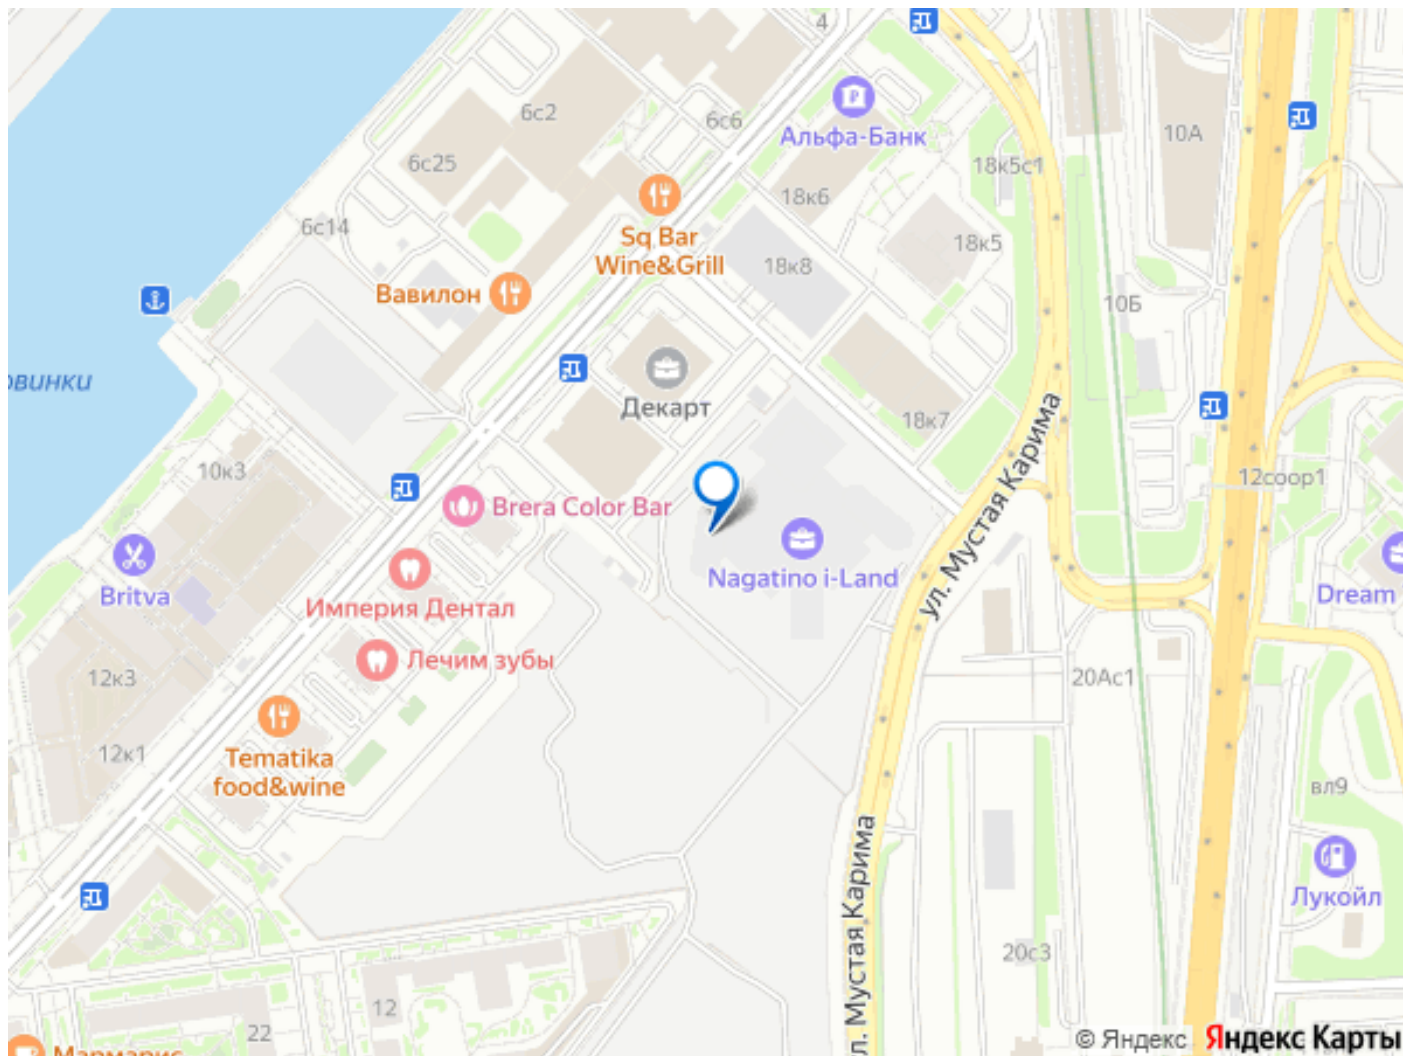 4
6с2
6с6
Альфа-Банк
10А
6с25
18к5с1
18к6
6с14
Sq Bar
Wine&Grill
18к5
18к8
Вавилон
10Б
Декарт
18к7
ул. Мустая Карима
10к3
12соор1
Brera Color Bar
Nagatino i-Land
Britva
Империя Дентал
Dream
Лечим зубы
12к3
20Ас1
12к1
Tematika
food&wine
вл9
ул. Мустая Карима
Лукойл
20с3
12
22
© Яндекс Яндекс Карты
Мармарис